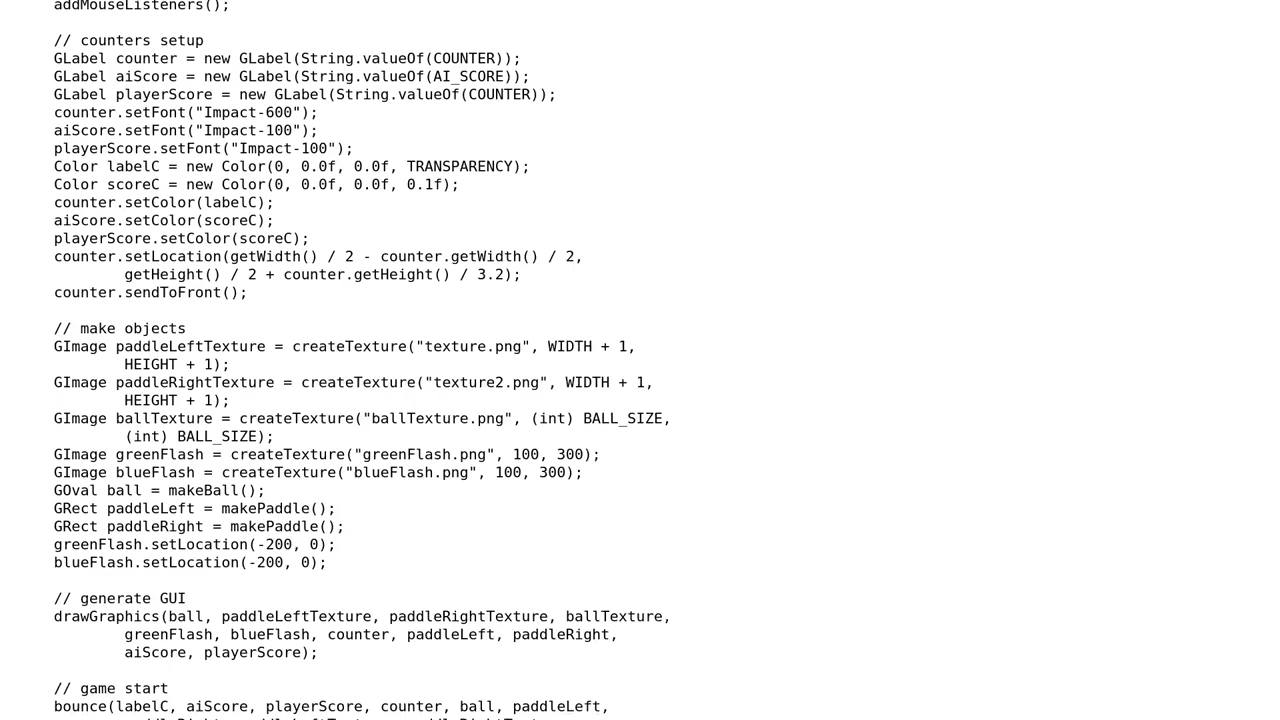 addMouseListeners();
// counters setup
GLabel counter = new GLabel(String.valueOf(COUNTER));
GLabel aiScore = new GLabel(String.valueOf(AI_SCORE));
GLabel playerScore = new GLabel(String.valueOf(COUNTER));
counter.setFont("Impact-600");
aiScore.setFont("Impact-100");
playerScore.setFont("Impact-100");
Color labelC = new Color(0, 0.0f, 0.0f, TRANSPARENCY);
Color scoreC = new Color(0, 0.0f, 0.0f, 0.1f);
counter.setColor(labelC);
aiScore.setColor(scoreC);
playerScore.setColor(scoreC);
counter.setLocation(getWidth() / 2 - counter.getWidth() / 2,
getHeight() / 2 + counter.getHeight() / 3.2);
counter.sendToFront();
// make objects
GImage paddleLeftTexture = createTexture("texture.png", WIDTH + 1,
HEIGHT + 1);
GImage paddleRightTexture = createTexture("texture2.png", WIDTH + 1,
HEIGHT + 1);
GImage ballTexture = createTexture("ballTexture.png", (int) BALL_SIZE,
(int) BALL_SIZE);
GImage greenFlash = createTexture("greenFlash.png", 100, 300);
GImage blueFlash = createTexture("blueFlash.png", 100, 300);
GOval ball = makeBall();
GRect paddleLeft = makePaddle();
GRect paddleRight = makePaddle();
greenFlash.setLocation(-200, 0);
blueFlash.setLocation(-200, 0);
// generate GUI
drawGraphics(ball, paddleLeftTexture, paddleRightTexture, ballTexture,
greenFlash, blueFlash, counter, paddleLeft, paddleRight,
aiScore, playerScore);
// game start
bounce(labelC, aiScore, playerScore, counter, ball, paddleLeft,